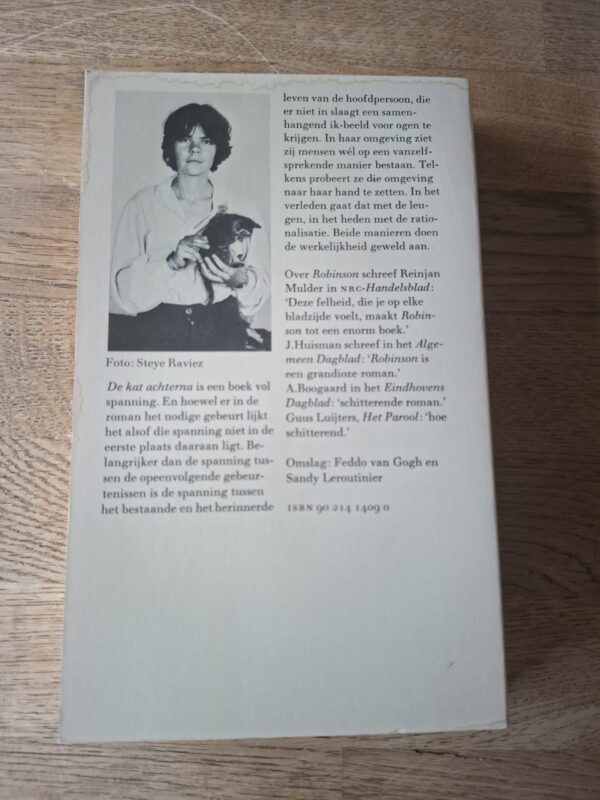 Foto: Steye Raviez
De kat achterna is een boek vol
spanning. En hoewel er in de
roman het nodige gebeurt lijkt
het alsof die spanning niet in de
eerste plaats daaraan ligt. Be-
langrijker dan de spanning tus-
sen de opeenvolgende gebeur-
tenissen is de spanning tussen
het bestaande en het herinnerde
leven van de hoofdpersoon, die
er niet in slaagt een samen-
hangend ik-beeld voor ogen te
krijgen. In haar omgeving ziet
zij mensen wél op een vanzelf-
sprekende manier bestaan. Tel-
kens probeert ze die omgeving
naar haar hand te zetten. In het
verleden gaat dat met de leu-
gen, in het heden met de ratio-
nalisatie. Beide manieren doen
de werkelijkheid geweld aan.
Over Robinson schreef Reinjan
Mulder in NRC-Handelsblad:
'Deze felheid, die je op elke
bladzijde voelt, maakt Robin-
son tot een enorm boek.'
J.Huisman schreef in het Alge-
meen Dagblad: 'Robinson is
een grandioze roman.'
A.Boogaard in het Eindhovens
Dagblad: 'schitterende roman.'
Guus Luijters, Het Parool: 'hoe
schitterend.'
Omslag: Feddo van Gogh en
Sandy Leroutinier
ISBN 90 214 1409 0